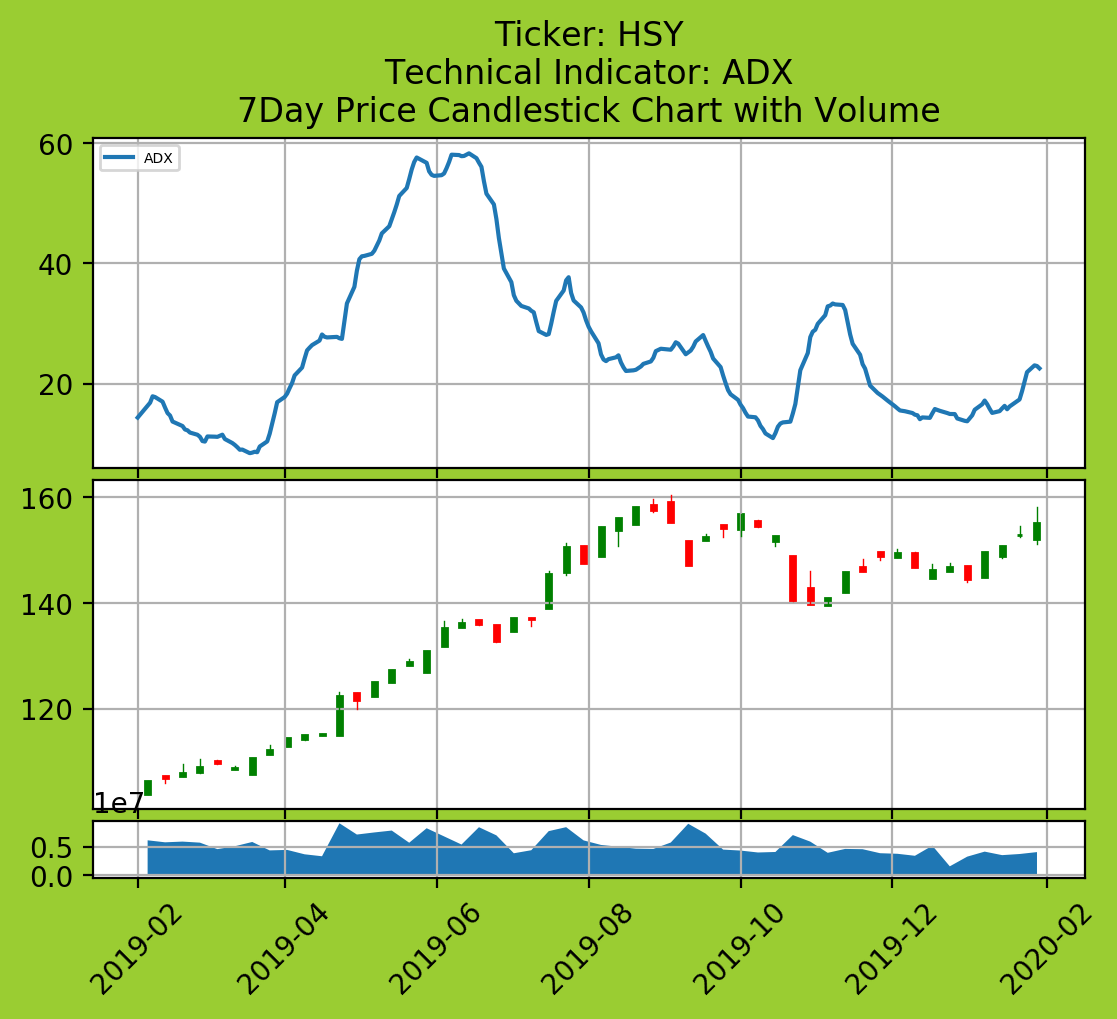 Ticker: HSY
Technical Indicator: ADX
7Day Price Candlestick Chart with Volume
60
ADX
40
20
160
140
120
1e7
0.5
0.0
2019-02 2019-04 2019-06 2019-08 2019-10 2019-12 2020-02